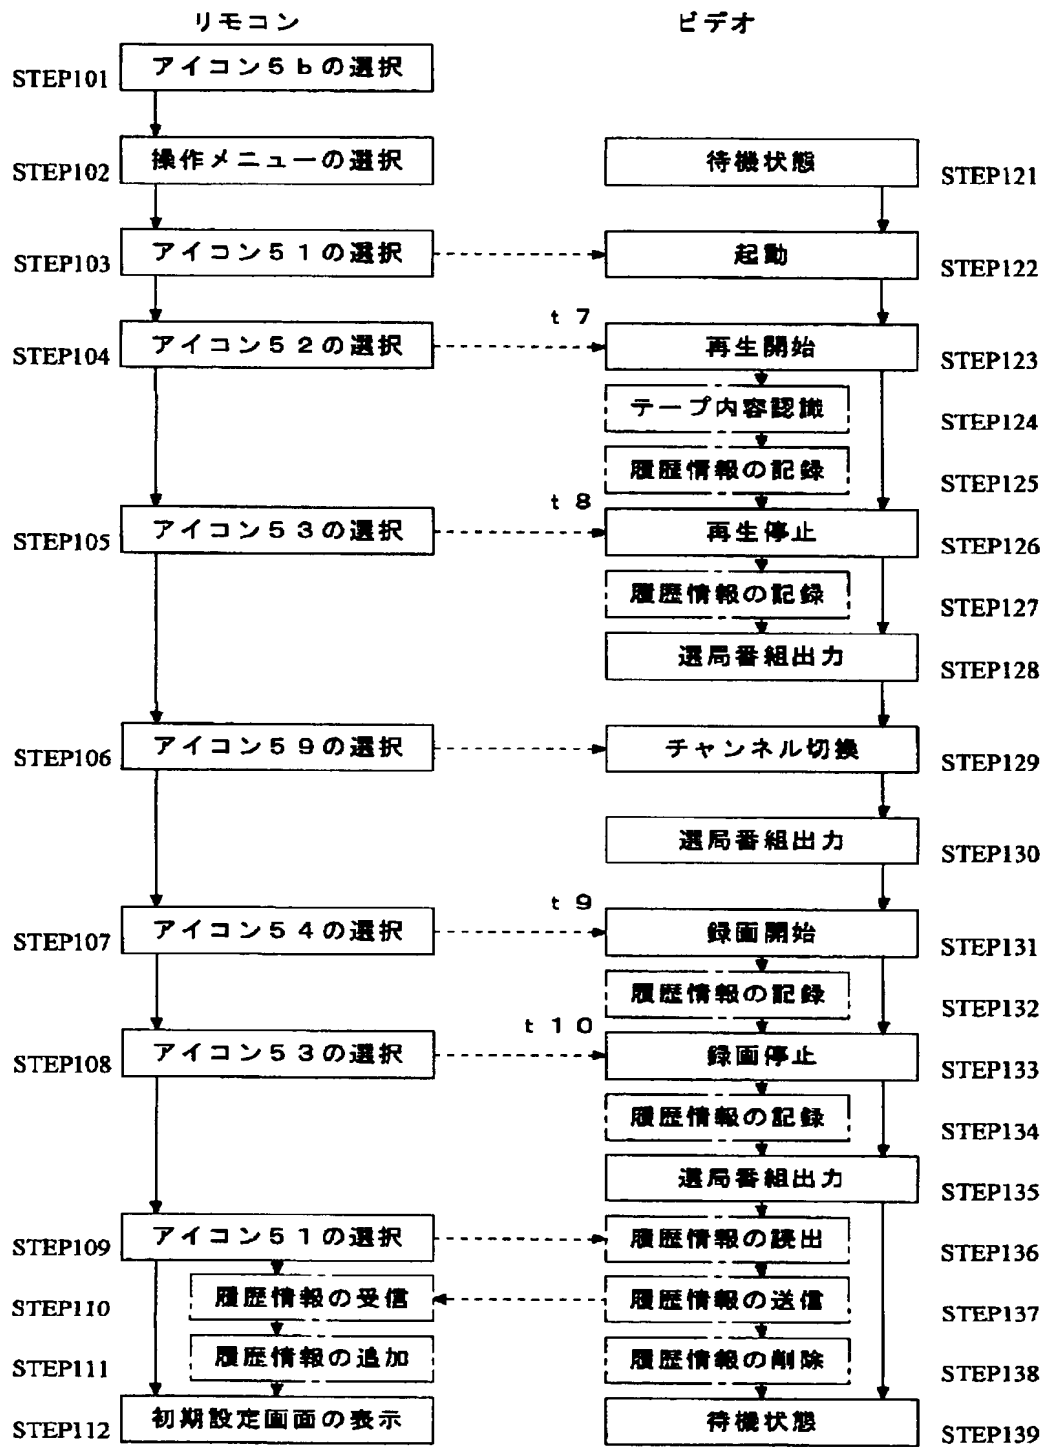 リモコン ビデオ
STEP101 アイコン5bの選択
STEP102 操作メニューの選択 待機状態 STEP121
STEP103 アイコン51の選択 起動 STEP122
t7
STEP104 アイコン52の選択 再生開始 STEP123
テープ内容認識 STEP124
履歴情報の記録 STEP125
t8
STEP105 アイコン53の選択 再生停止 STEP126
履歴情報の記録 STEP127
選局番組出力 STEP128
STEP106 アイコン59の選択 チャンネル切換 STEP129
選局番組出力 STEP130
t9
STEP107 アイコン54の選択 録画開始 STEP131
履歴情報の記録 STEP132
t10
STEP108 アイコン53の選択 録画停止 STEP133
履歴情報の記録 STEP134
選局番組出力 STEP135
STEP109 アイコン51の選択 履歴情報の読出 STEP136
STEP110 履歴情報の受信 履歴情報の送信 STEP137
STEP111 履歴情報の追加 履歴情報の削除 STEP138
STEP112 初期設定画面の表示 待機状態 STEP139